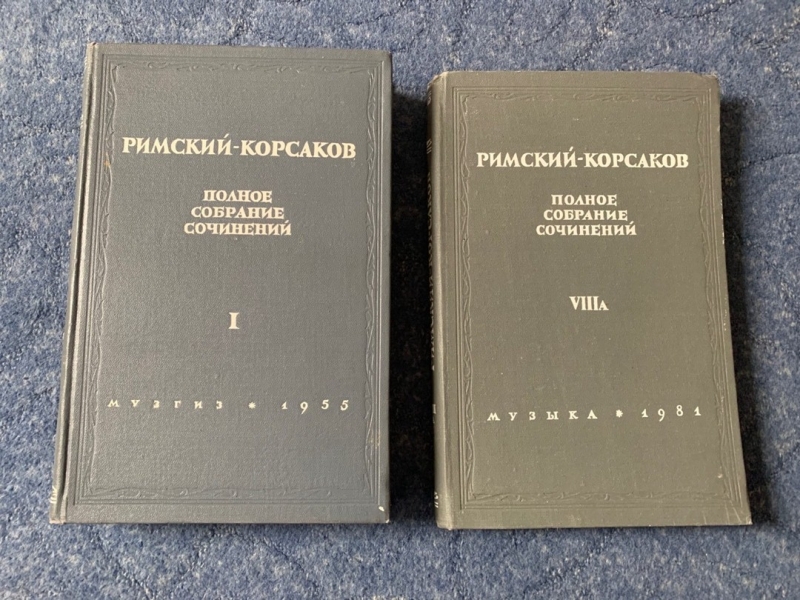 РИМСКИЙ-КОРСАКОВ
ПОЛНОЕ
СОБРАНИЕ
СОЧИНЕНИЙ
I
МУЗГИЗ * 1955
РИМСКИЙ-КОРСАКОВ
ПОЛНОЕ
СОБРАНИЕ
СОЧИНЕНИЙ
VIIIА
МУЗЫКА * 1981